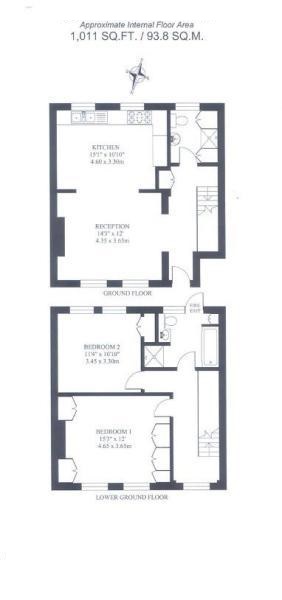 Approximate Internal Floor Area
1,011 SQ.FT. / 93.8 SQ.M.
KITCHEN
15'1" x 10'10"
4.60 x 3.30m
RECEPTION
14'3" x 12'
4.35 x 3.65m
GROUND FLOOR
FIRE
EXIT
BEDROOM 2
11'4" x 10'10"
3.45 x 3.30m
BEDROOM 1
15'3" x 12'
4.65 x 3.65m
LOWER GROUND FLOOR